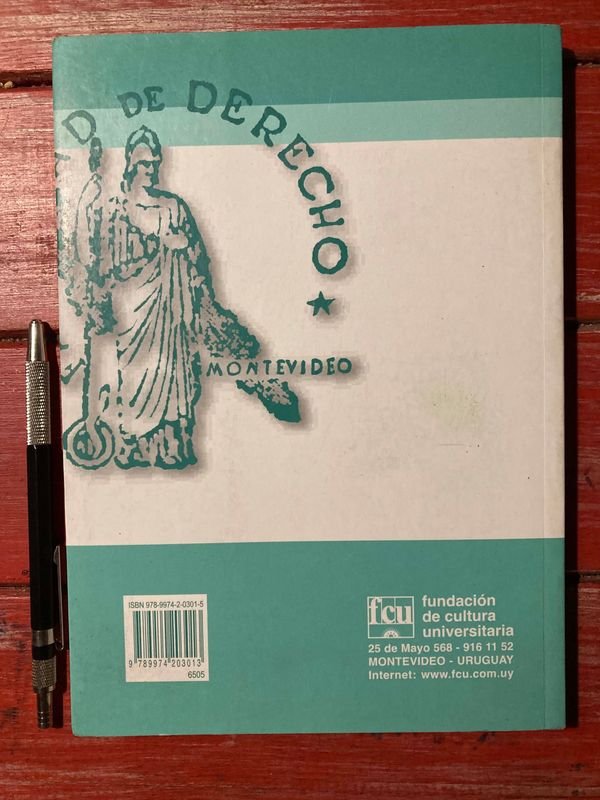 D DE DERECHO
MONTEVIDEO
ISBN 978-9974-2-0301-5
9 789974 203013
6505
fcu
fundación
de cultura
universitaria
25 de Mayo 568 - 916 11 52
MONTEVIDEO - URUGUAY
Internet: www.fcu.com.uy